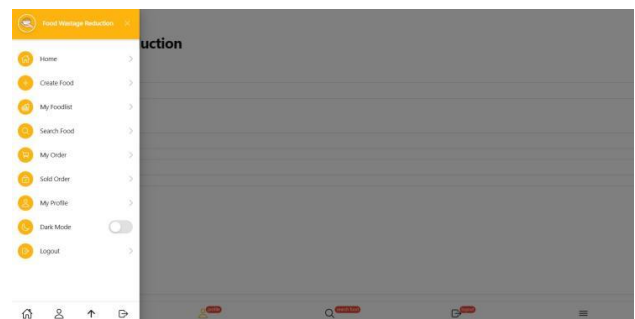 Food Wantage Reduction
uction
Home
Create Food
My Foodlist
Search Food
My Order
Sold Order
My Profile
Dark Mode
Logout